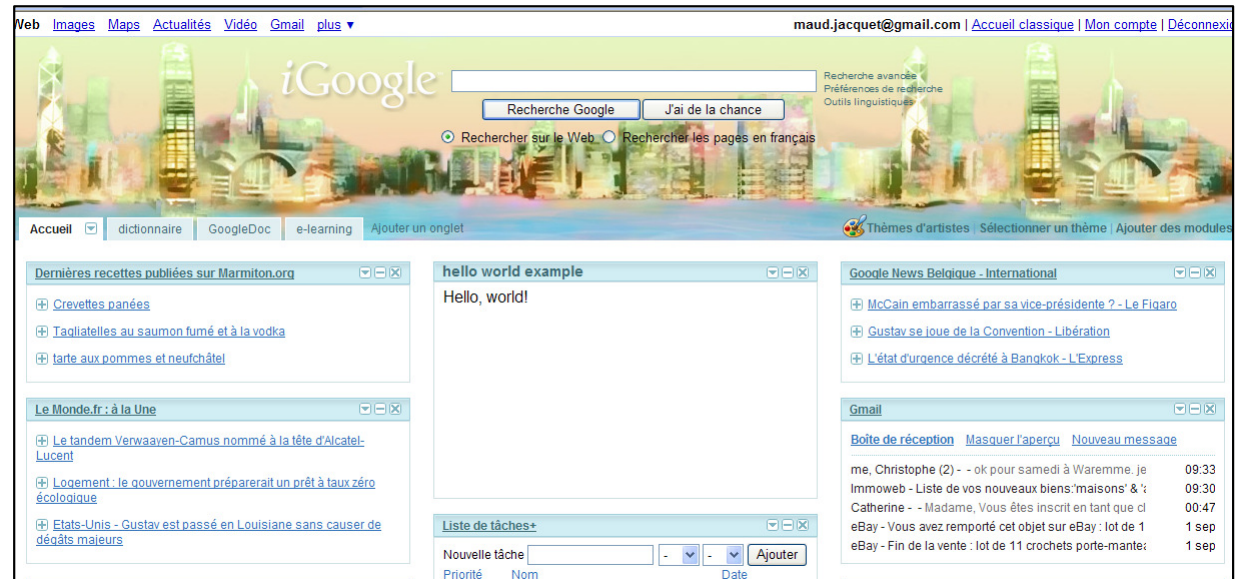 Web Images Maps Actualités Vidéo Gmail plus ▼
maud.jacquet@gmail.com | Accueil classique | Mon compte | Déconnexio
iGoogle
Recherche avancée
Préférences de recherche
Outils linguistiques
Recherche Google J'ai de la chance
Rechercher sur le Web Rechercher les pages en français
Accueil dictionnaire GoogleDoc e-learning Ajouter un onglet
Thèmes d'artistes | Sélectionner un thème | Ajouter des modules
Dernières recettes publiées sur Marmiton.org
Crevettes panées
Tagliatelles au saumon fumé et à la vodka
tarte aux pommes et neufchâtel
Le Monde.fr : à la Une
Le tandem Verwaayen-Camus nommé à la tête d'Alcatel-
Lucent
Logement : le gouvernement préparerait un prêt à taux zéro
écologique
Etats-Unis - Gustav est passé en Louisiane sans causer de
dégâts majeurs
hello world example
Hello, world!
Liste de tâches+
Nouvelle tâche - - Ajouter
Priorité Nom Date
Google News Belgique - International
McCain embarrassé par sa vice-présidente ? - Le Figaro
Gustav se joue de la Convention - Libération
L'état d'urgence décrété à Bangkok - L'Express
Gmail
Boîte de réception Masquer l'aperçu Nouveau message
me, Christophe (2) - - ok pour samedi à Waremme. je 09:33
Immoweb - Liste de vos nouveaux biens:'maisons' & 'a 09:30
Catherine - - Madame, Vous êtes inscrit en tant que cl 00:47
eBay - Vous avez remporté cet objet sur eBay : lot de 1 1 sep
eBay - Fin de la vente : lot de 11 crochets porte-mantea 1 sep